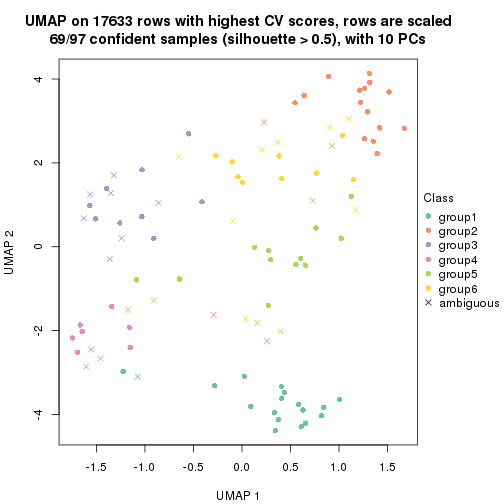 UMAP on 17633 rows with highest CV scores, rows are scaled
69/97 confident samples (silhouette > 0.5), with 10 PCs
4
2
0
-2
-4
UMAP 2
-1.5
-1.0
-0.5
0.0
0.5
1.0
1.5
UMAP 1
Class
group1
group2
group3
group4
group5
group6
ambiguous